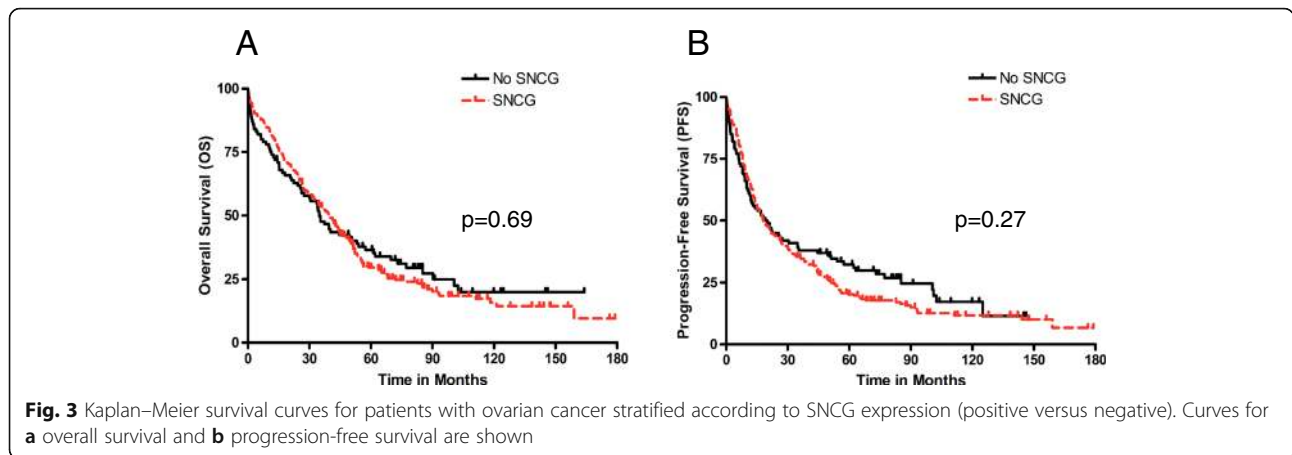 A
No SNCG
SNCG
100
75
50
25
0
Overall Survival (OS)
p=0.69
0 30 60 90 120 150 180
Time in Months
B
No SNCG
SNCG
100
75
50
25
0
Progression-Free Survival (PFS)
p=0.27
0 30 60 90 120 150 180
Time in Months
Fig. 3 Kaplan–Meier survival curves for patients with ovarian cancer stratified according to SNCG expression (positive versus negative). Curves for
a overall survival and b progression-free survival are shown